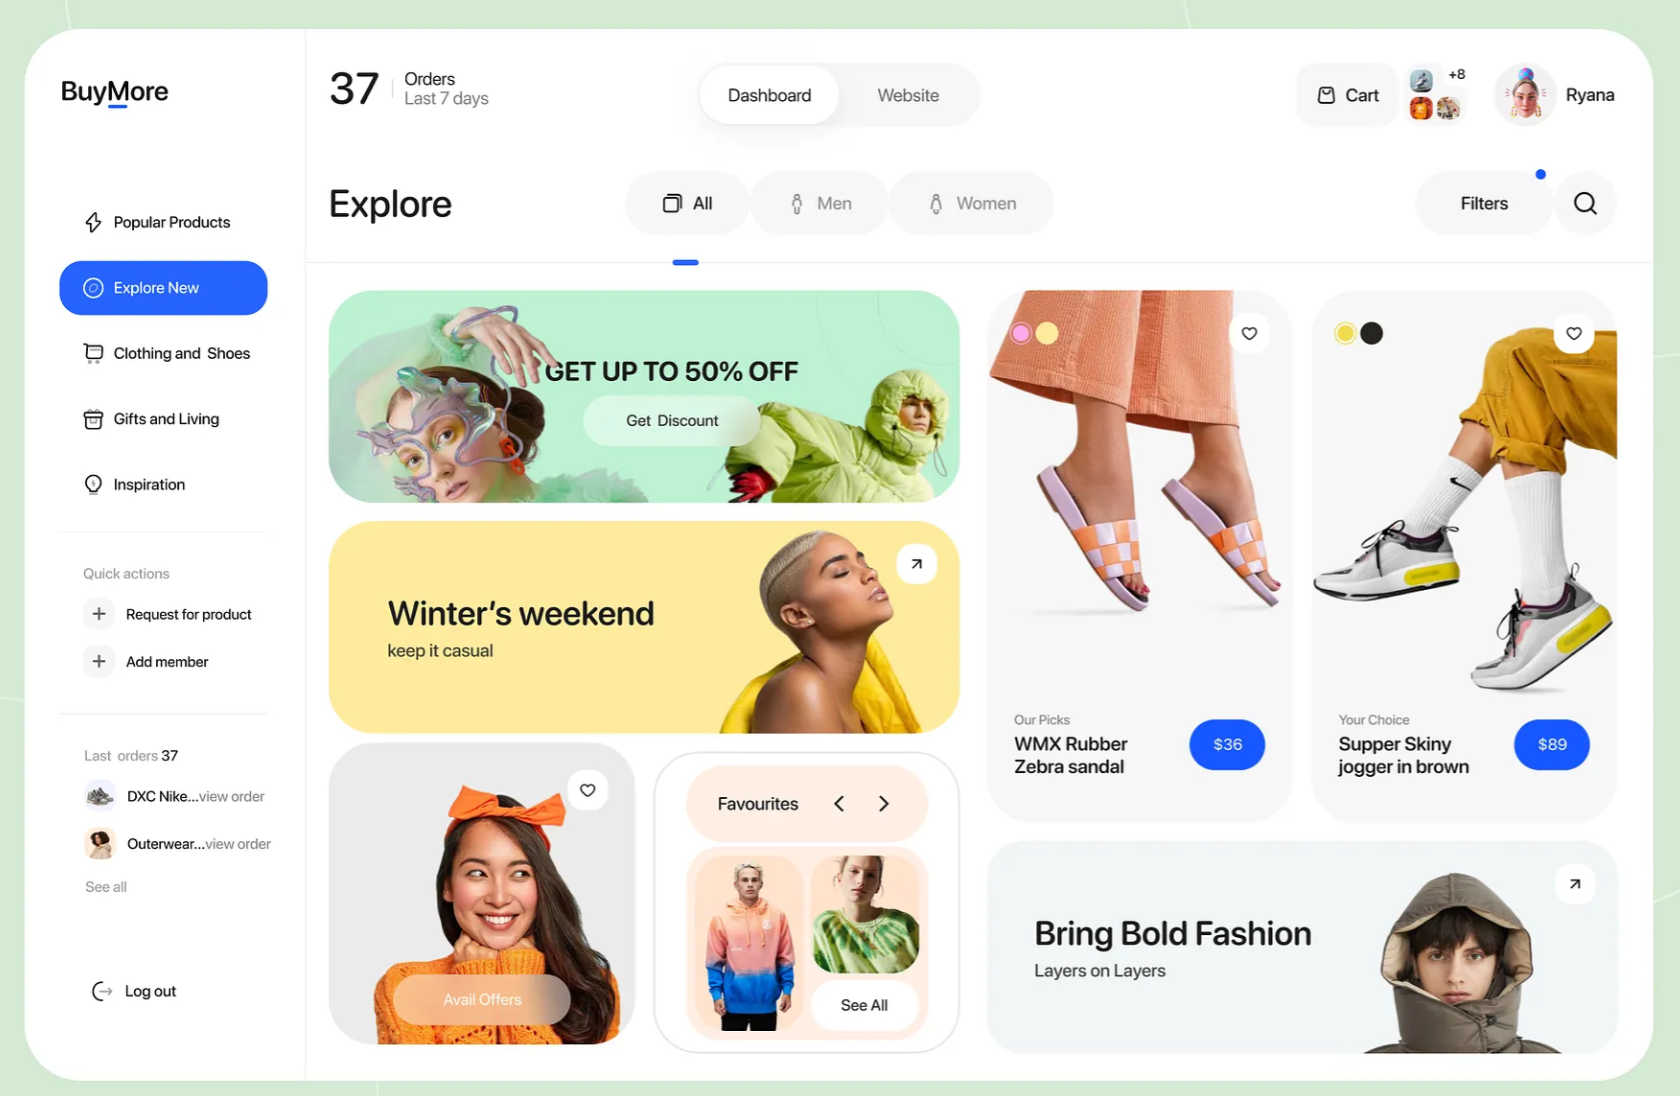 BuyMore
37
Orders
Last 7 days
Dashboard
Website
Cart
+8
Ryana
Explore
All
Men
Women
Filters
Popular Products
Explore New
Clothing and Shoes
Gifts and Living
Inspiration
Quick actions
Request for product
Add member
Last orders 37
DXC Nike...view order
Outerwear...view order
See all
Log out
GET UP TO 50% OFF
Get Discount
Winter's weekend
keep it casual
Avail Offers
Favourites
See All
Our Picks
WMX Rubber
Zebra sandal
$36
Your Choice
Supper Skiny
jogger in brown
$89
Bring Bold Fashion
Layers on Layers